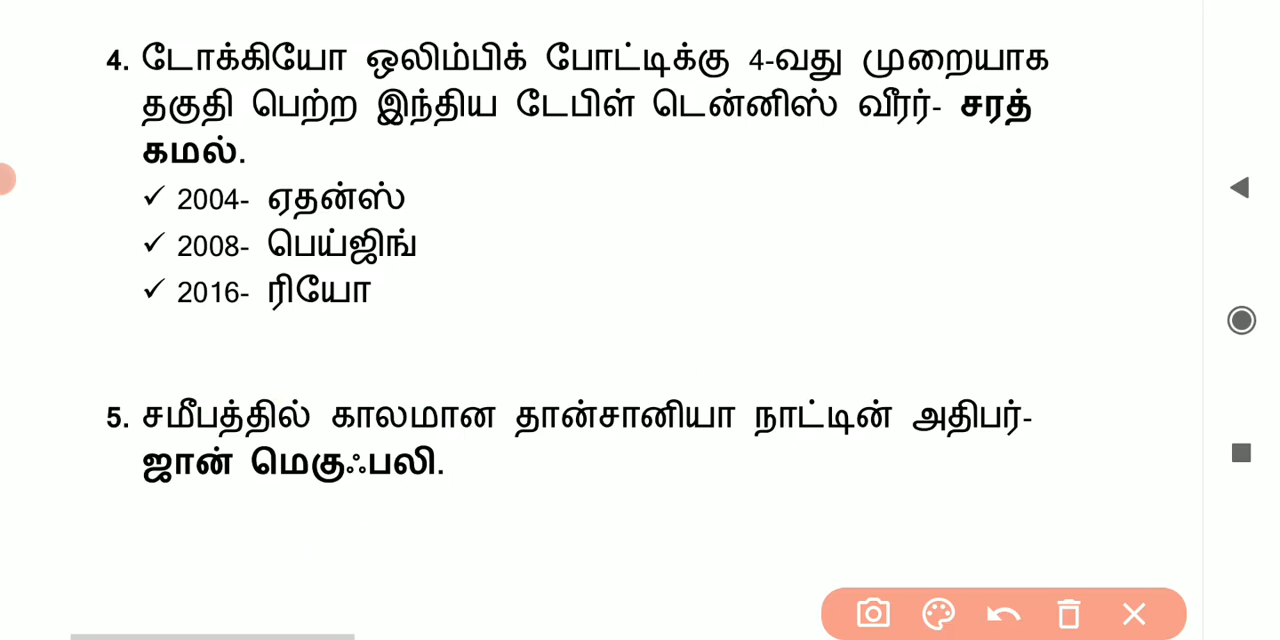 4. டோக்கியோ ஒலிம்பிக் போட்டிக்கு 4-வது முறையாக
தகுதி பெற்ற இந்திய டேபிள் டென்னிஸ் வீரர்- சரத்
கமல்.
✓ 2004- ஏதன்ஸ்
✓ 2008- பெய்ஜிங்
✓ 2016- ரியோ
5. சமீபத்தில் காலமான தான்சானியா நாட்டின் அதிபர்-
ஜான் மெகுஃபலி.